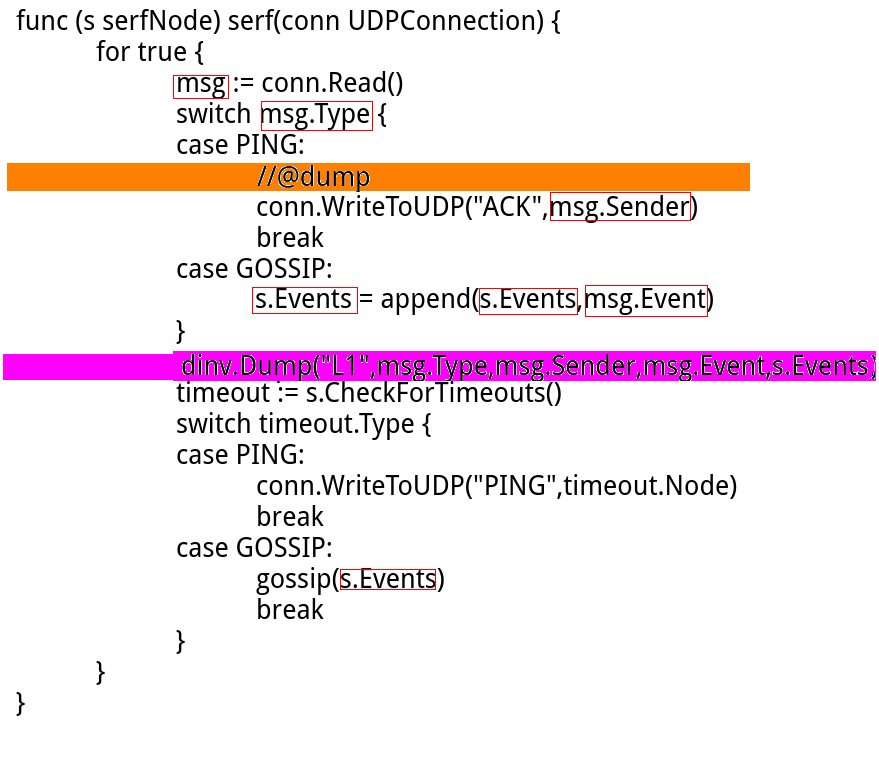 func (s serfNode) serf(conn UDPConnection) {
for true {
msg := conn.Read()
switch msg.Type {
case PING:
//@dump
conn.WriteToUDP("ACK",msg.Sender)
break
case GOSSIP:
s.Events = append(s.Events,msg.Event)
}
dinv.Dump("L1",msg.Type,msg.Sender,msg.Event,s.Events)
timeout := s.CheckForTimeouts()
switch timeout.Type {
case PING:
conn.WriteToUDP("PING",timeout.Node)
break
case GOSSIP:
gossip(s.Events)
break
}
}
}